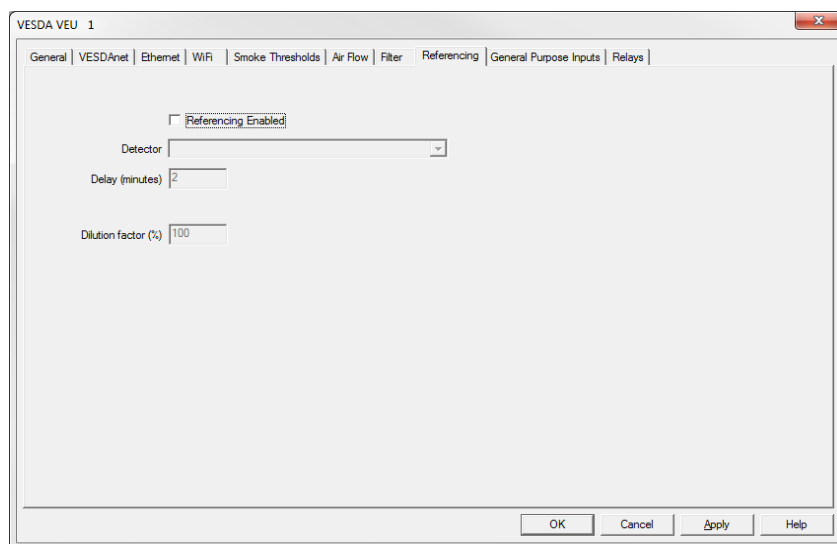 VESDA VEU 1
General VESDAnet Ethernet WiFi Smoke Thresholds Air Flow Filter Referencing General Purpose Inputs Relays
Referencing Enabled
Detector
Delay (minutes) 2
Dilution factor (%) 100
OK Cancel Apply Help